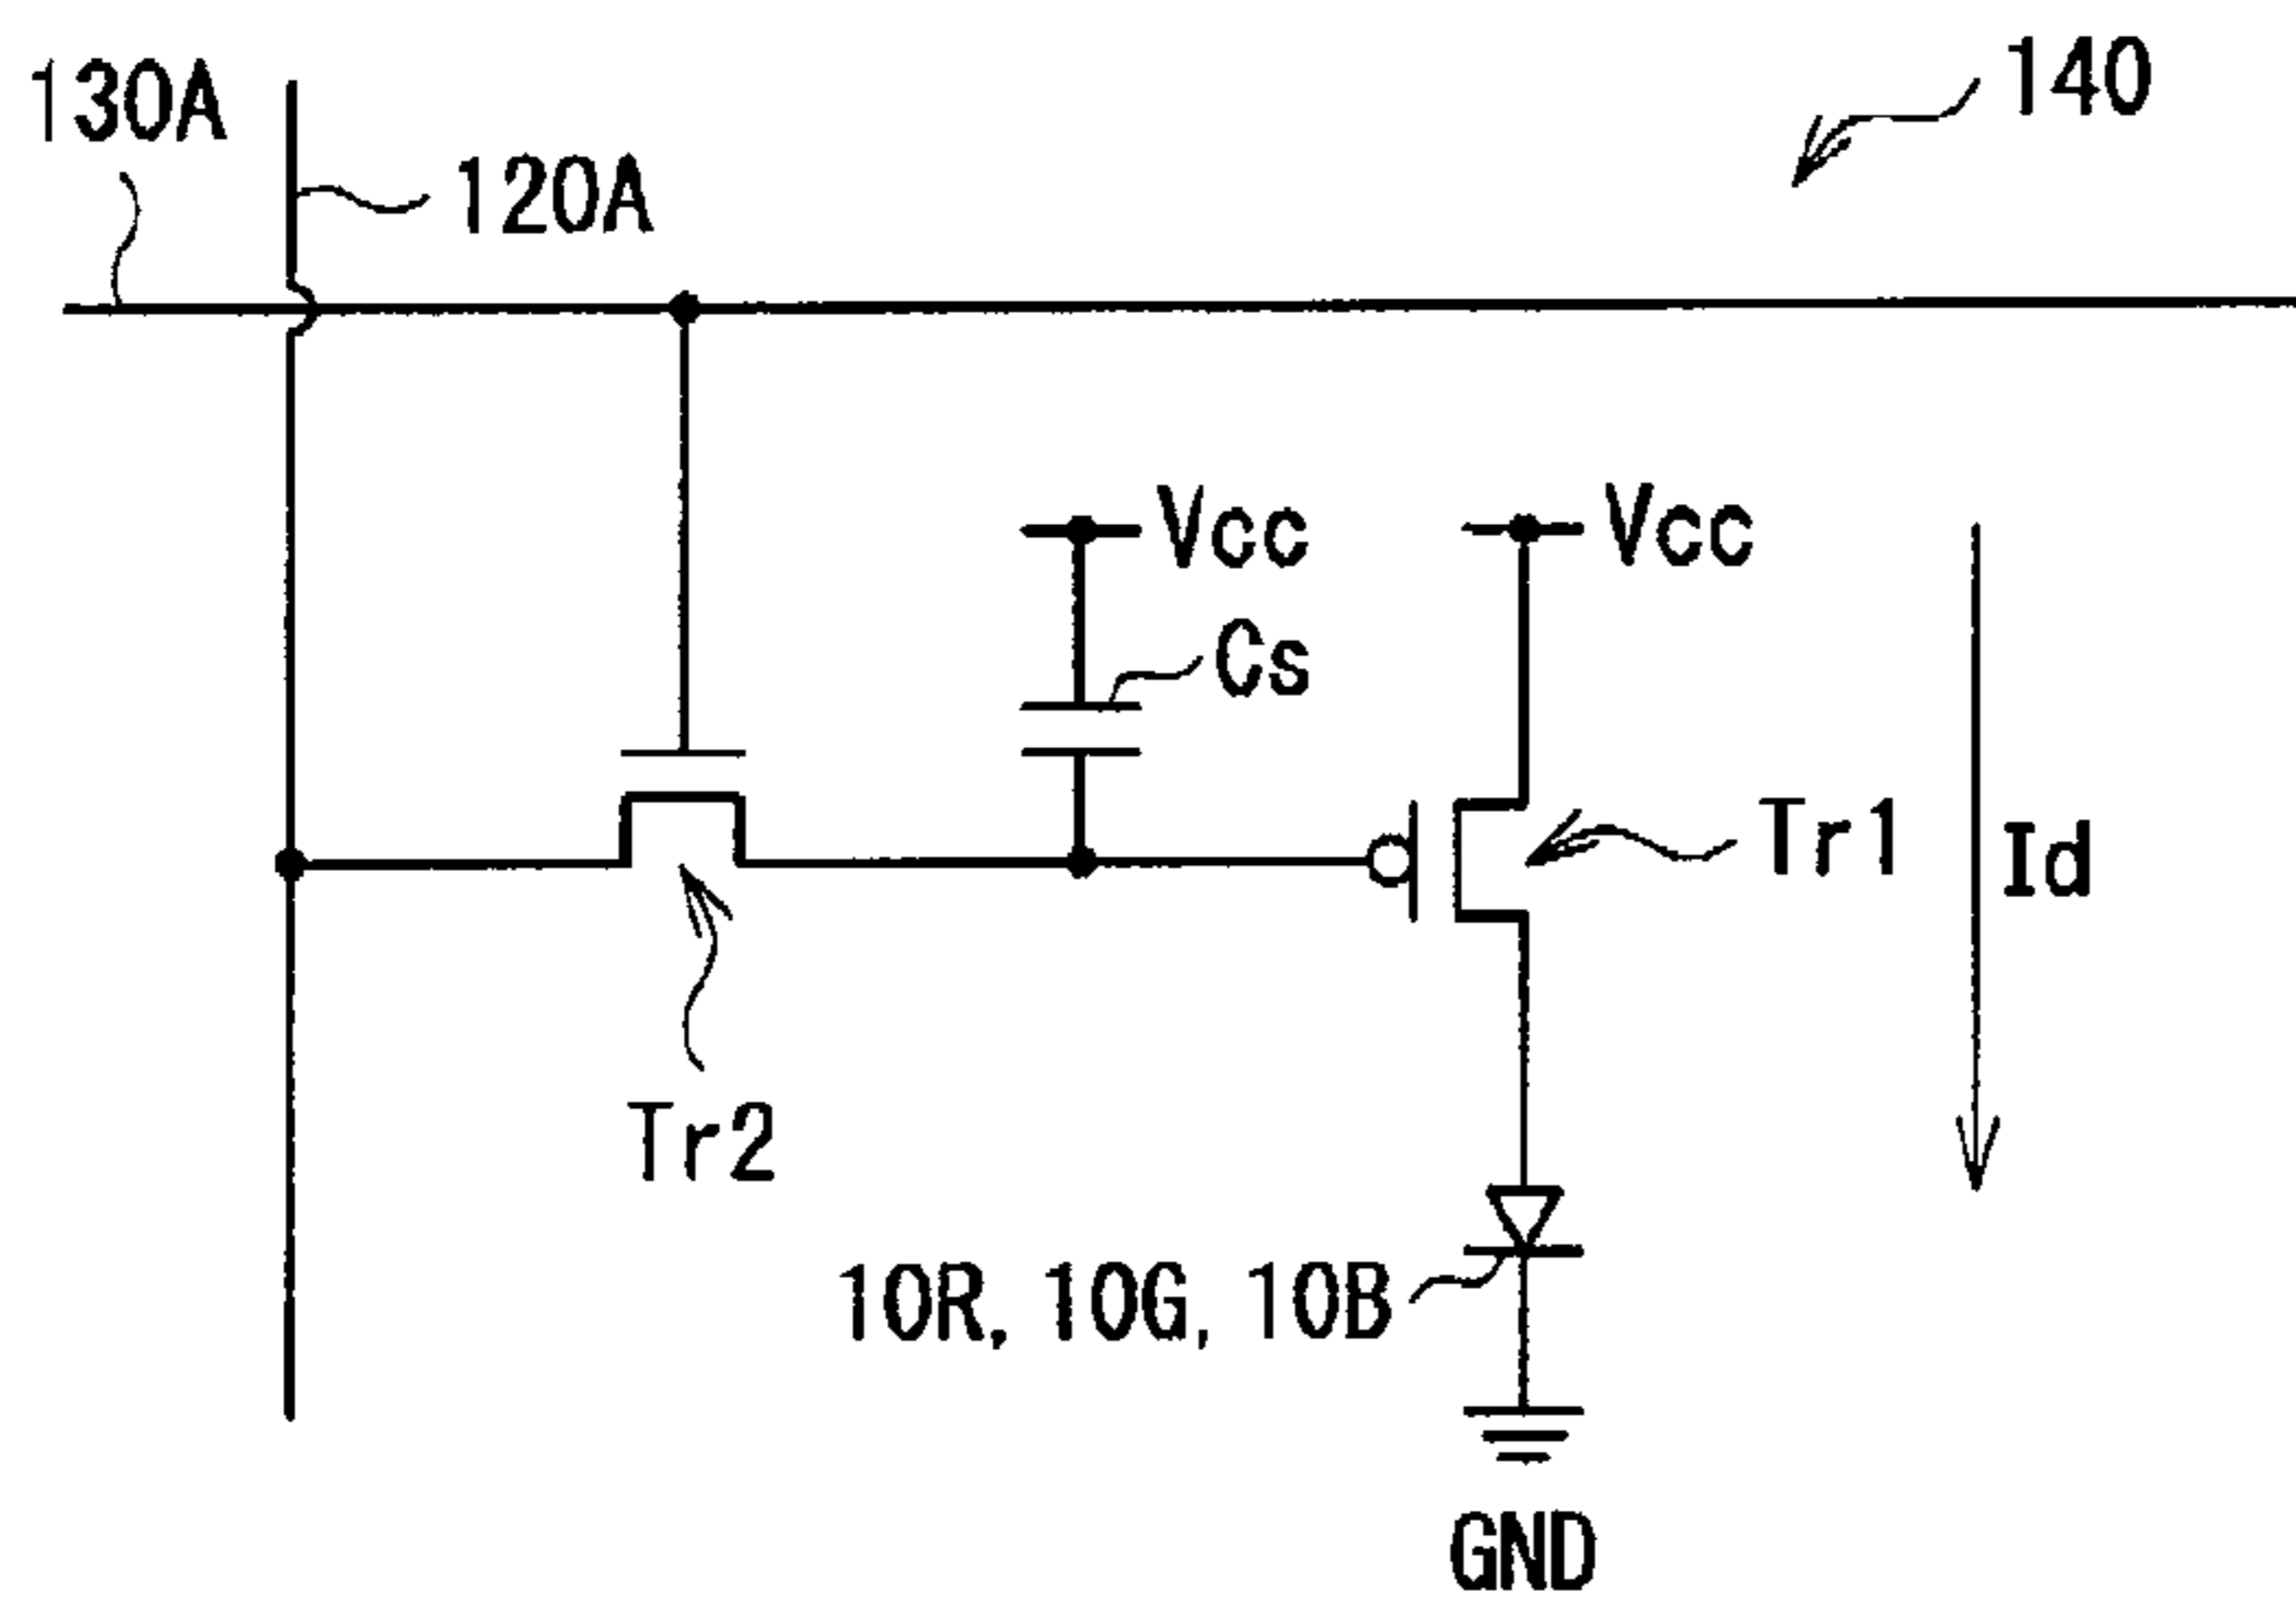 130A
140
120A
Vcc
Vcc
Cs
Tr1
Id
Tr2
10R, 10G, 10B
GND